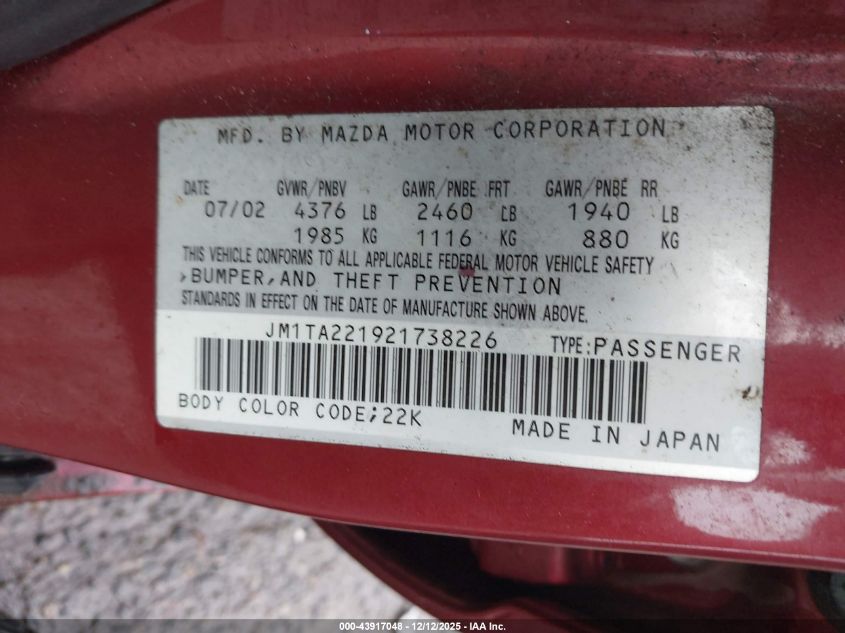 MFD. BY MAZDA MOTOR CORPORATION
DATE GVWR/PNBV GAWR/PNBE FRT GAWR/PNBE RR
07/02 4376 LB 2460 LB 1940 LB
1985 KG 1116 KG 880 KG
THIS VEHICLE CONFORMS TO ALL APPLICABLE FEDERAL MOTOR VEHICLE SAFETY
,BUMPER,AND THEFT PREVENTION
STANDARDS IN EFFECT ON THE DATE OF MANUFACTURE SHOWN ABOVE.
JM1TA221921738226 TYPE:PASSENGER
BODY COLOR CODE;22K
MADE IN JAPAN
000-43917048 - 12/12/2025 - IAA Inc.